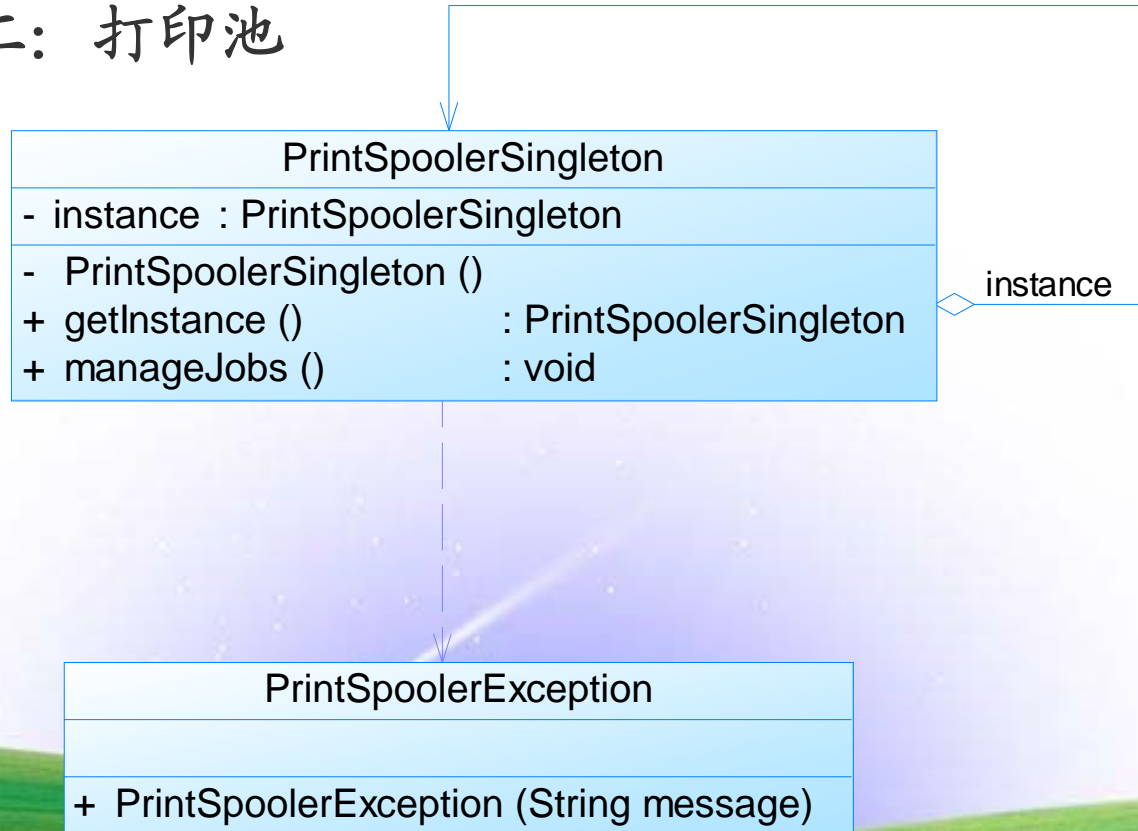 二：打印池
PrintSpoolerSingleton
- instance : PrintSpoolerSingleton
- PrintSpoolerSingleton ()
+ getInstance () : PrintSpoolerSingleton
+ manageJobs () : void
instance
PrintSpoolerException
+ PrintSpoolerException (String message)